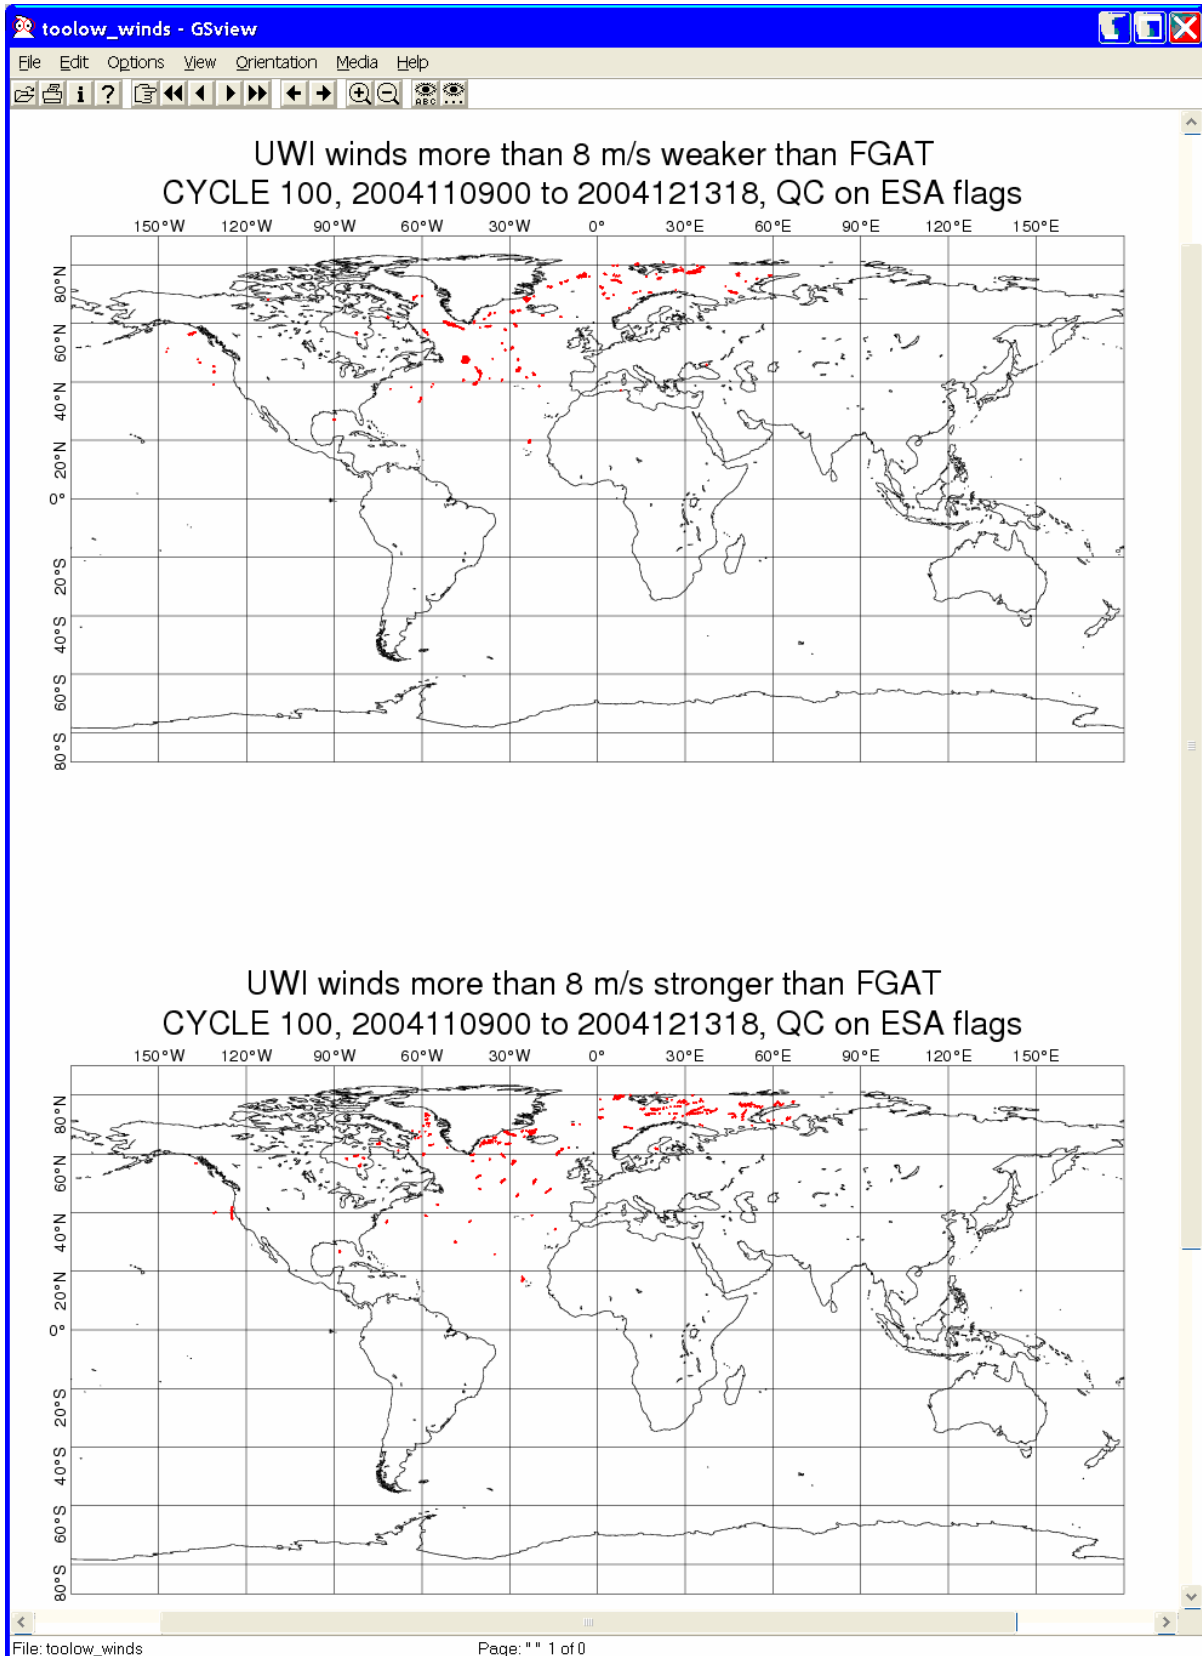 toolow_winds - GSview
File Edit Options View Orientation Media Help
i ? ABC
UWI winds more than 8 m/s weaker than FGAT
CYCLE 100, 2004110900 to 2004121318, QC on ESA flags
150°W 120°W 90°W 60°W 30°W 0° 30°E 60°E 90°E 120°E 150°E
80°N
60°N
40°N
20°N
0°
20°S
40°S
60°S
80°S
UWI winds more than 8 m/s stronger than FGAT
CYCLE 100, 2004110900 to 2004121318, QC on ESA flags
150°W 120°W 90°W 60°W 30°W 0° 30°E 60°E 90°E 120°E 150°E
80°N
60°N
40°N
20°N
0°
20°S
40°S
60°S
80°S
File: toolow_winds Page: " " 1 of 0